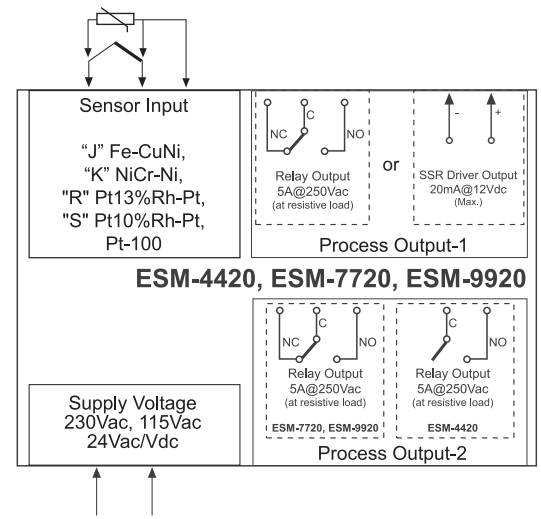 Sensor Input
“J” Fe-CuNi,
“K” NiCr-Ni,
"R" Pt13%Rh-Pt,
"S" Pt10%Rh-Pt,
Pt-100
C
NC
NO
Relay Output
5A@250Vac
(at resistive load)
or
- +
SSR Driver Output
20mA@12Vdc
(Max.)
Process Output-1
ESM-4420, ESM-7720, ESM-9920
C
NC
NO
Relay Output
5A@250Vac
(at resistive load)
ESM-7720, ESM-9920
C
NO
Relay Output
5A@250Vac
(at resistive load)
ESM-4420
Process Output-2
Supply Voltage
230Vac, 115Vac
24Vac/Vdc